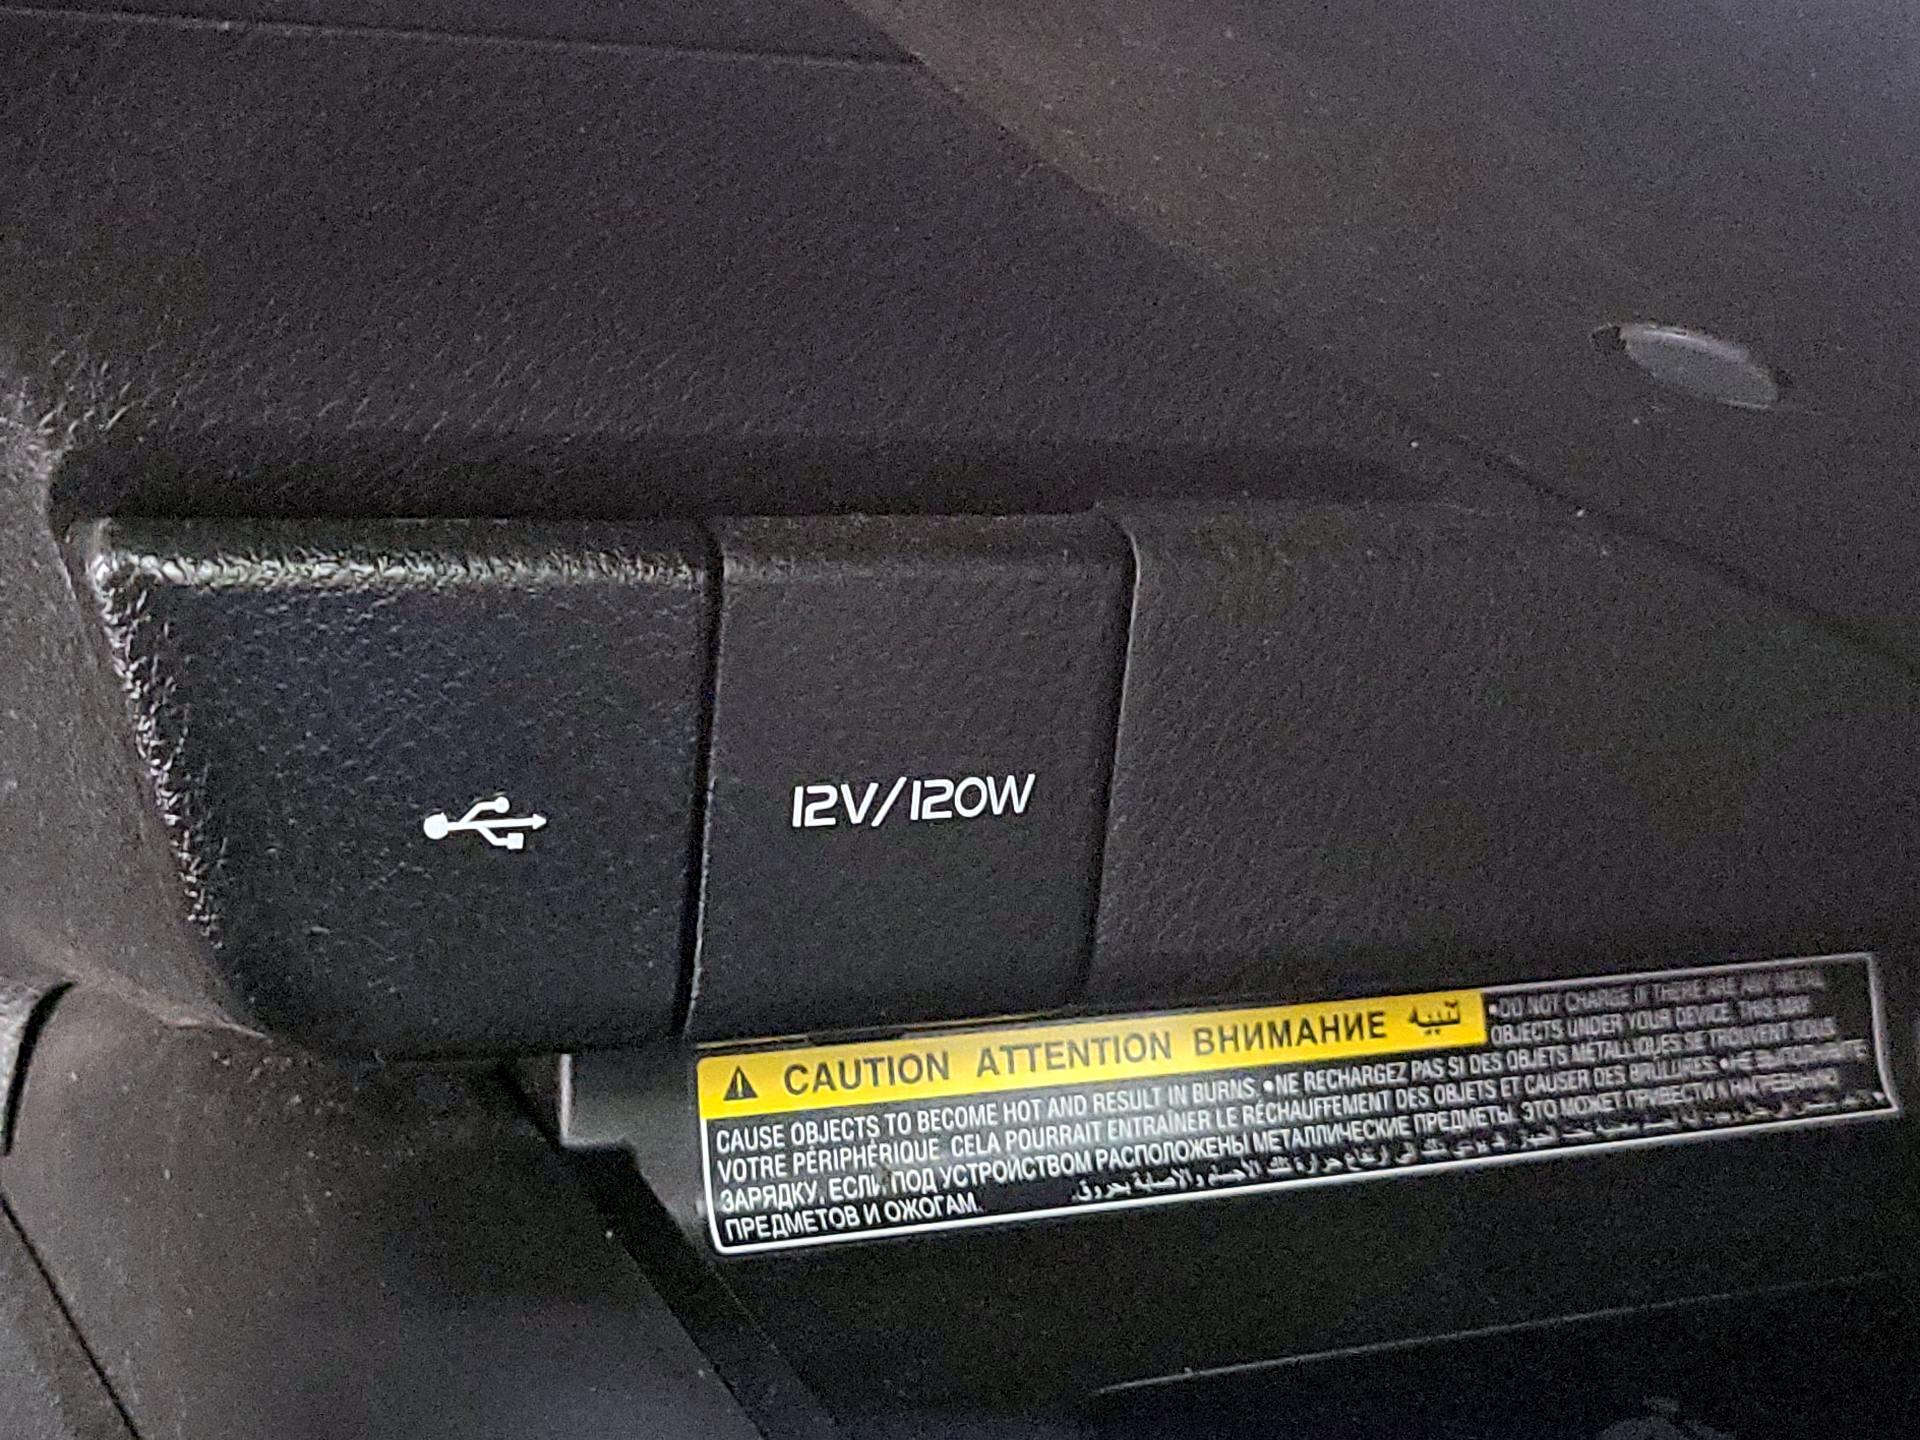 12V/120W
CAUTION ATTENTION ВНИМАНИЕ تنبيه
•DO NOT CHARGE IF THERE ARE ANY METAL
OBJECTS UNDER YOUR DEVICE. THIS MAY
CAUSE OBJECTS TO BECOME HOT AND RESULT IN BURNS. •NE RECHARGEZ PAS SI DES OBJETS MÉTALLIQUES SE TROUVENT SOUS
VOTRE PÉRIPHÉRIQUE. CELA POURRAIT ENTRAÎNER LE RÉCHAUFFEMENT DES OBJETS ET CAUSER DES BRÛLURES. •НЕ ВЫПОЛНЯЙТЕ
ЗАРЯДКУ, ЕСЛИ ПОД УСТРОЙСТВОМ РАСПОЛОЖЕНЫ МЕТАЛЛИЧЕСКИЕ ПРЕДМЕТЫ. ЭТО МОЖЕТ ПРИВЕСТИ К НАГРЕВАНИЮ
ПРЕДМЕТОВ И ОЖОГАМ.